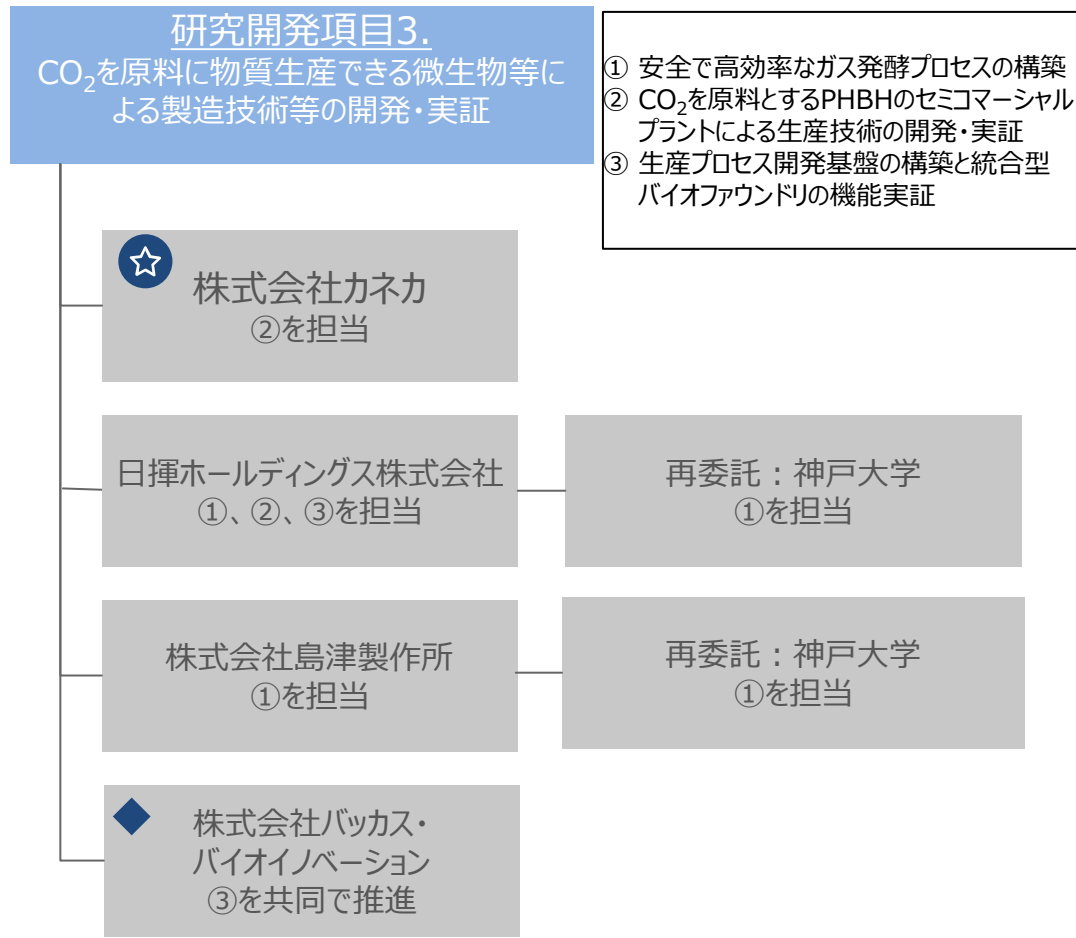 研究開発項目3.
CO₂を原料に物質生産できる微生物等に
よる製造技術等の開発・実証
① 安全で高効率なガス発酵プロセスの構築
② CO₂を原料とするPHBHのセミコマーシャル
プラントによる生産技術の開発・実証
③ 生産プロセス開発基盤の構築と統合型
バイオファウンドリの機能実証
株式会社カネカ
②を担当
日揮ホールディングス株式会社
①、②、③を担当
再委託：神戸大学
①を担当
株式会社島津製作所
①を担当
再委託：神戸大学
①を担当
株式会社バッカス・
バイオイノベーション
③を共同で推進